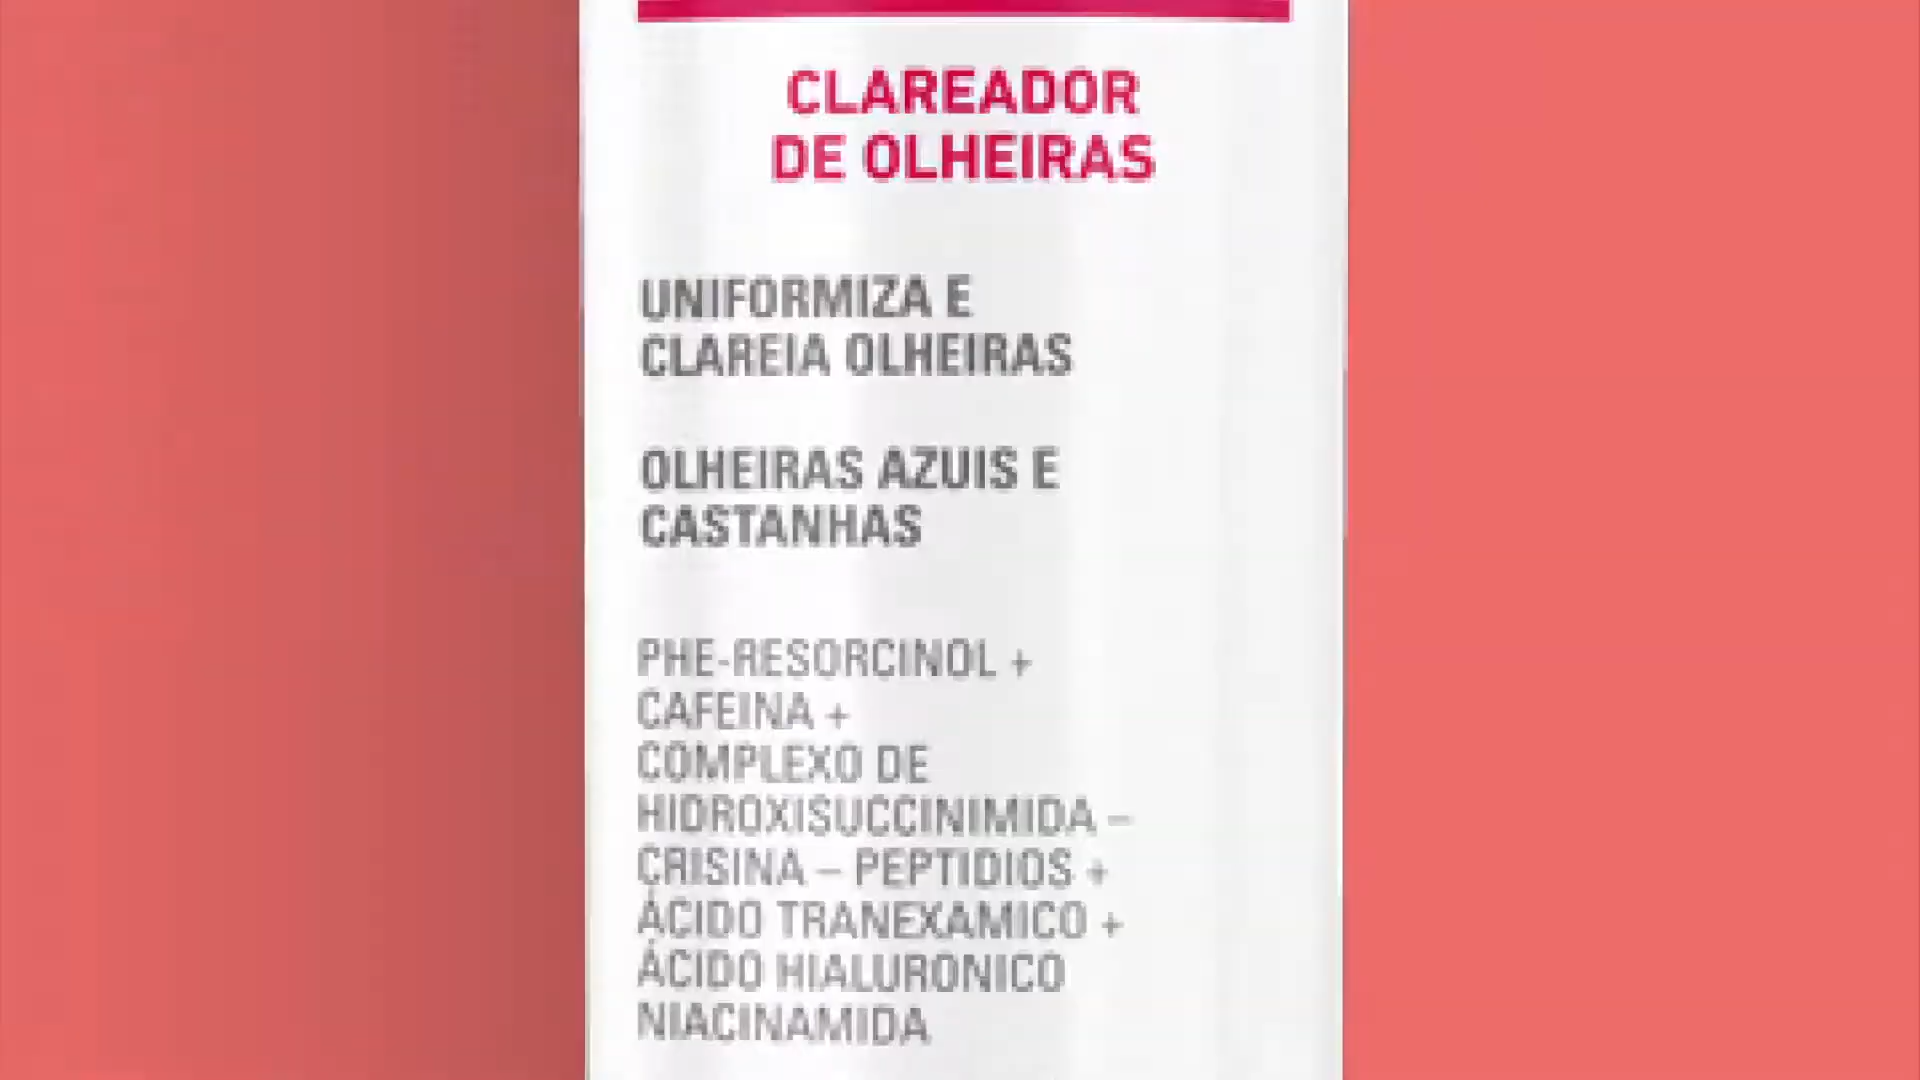 CLAREADOR
DE OLHEIRAS
UNIFORMIZA E
CLAREIA OLHEIRAS
OLHEIRAS AZUIS E
CASTANHAS
PHE-RESORCINOL +
CAFEINA +
COMPLEXO DE
HIDROXISUCCINIMIDA –
CRISINA – PEPTIDIOS +
ÁCIDO TRANEXAMICO +
ÁCIDO HIALURONICO
NIACINAMIDA